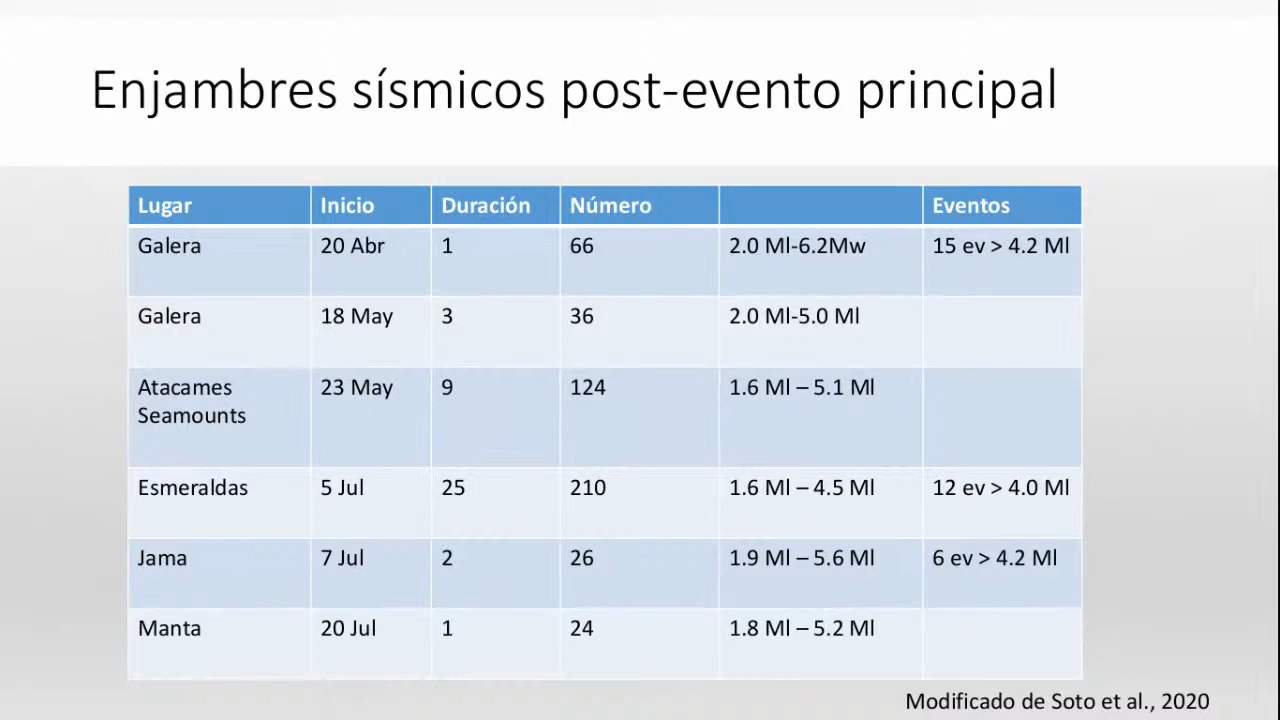 Enjambres sísmicos post-evento principal
Lugar Inicio Duración Número Eventos
Galera 20 Abr 1 66 2.0 Ml-6.2Mw 15 ev > 4.2 Ml
Galera 18 May 3 36 2.0 Ml-5.0 Ml
Atacames 23 May 9 124 1.6 Ml – 5.1 Ml
Seamounts
Esmeraldas 5 Jul 25 210 1.6 Ml – 4.5 Ml 12 ev > 4.0 Ml
Jama 7 Jul 2 26 1.9 Ml – 5.6 Ml 6 ev > 4.2 Ml
Manta 20 Jul 1 24 1.8 Ml – 5.2 Ml
Modificado de Soto et al., 2020